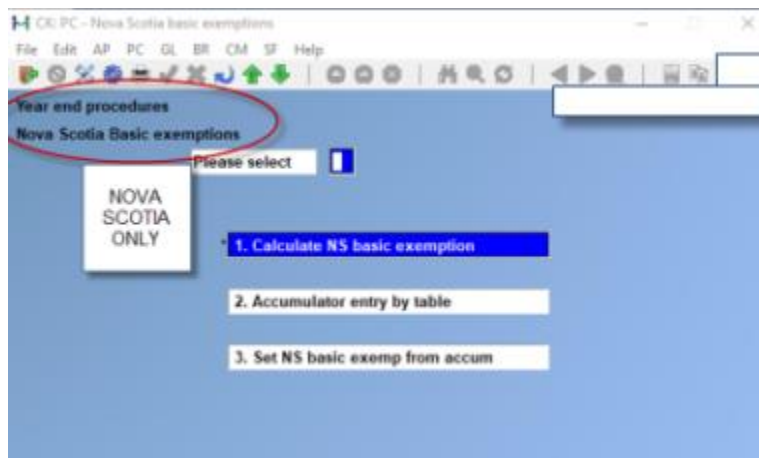 CK: PC - Nova Scotia basic exemptions
File Edit AP PC GL BR CM SF Help
Year end procedures
Nova Scotia Basic exemptions
Please select
NOVA
SCOTIA
ONLY
1. Calculate NS basic exemption
2. Accumulator entry by table
3. Set NS basic exemp from accum